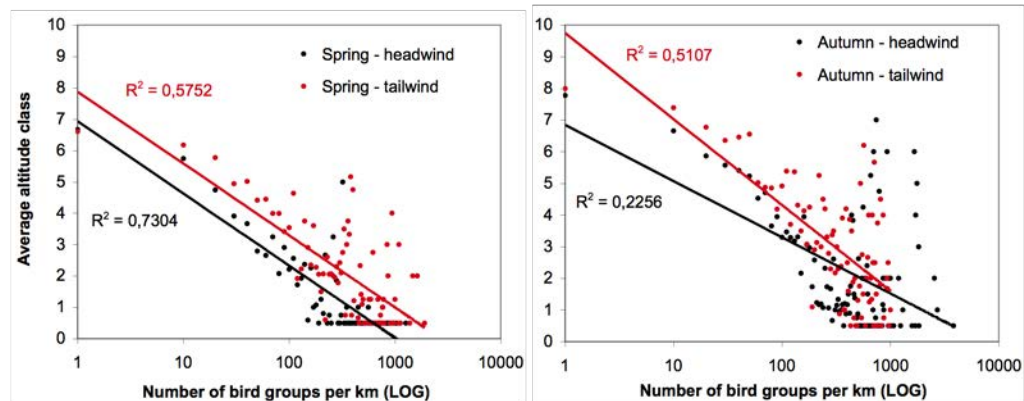 Average altitude class
10
9
8
7
6
5
4
3
2
1
0
Spring - headwind
Spring - tailwind
R² = 0,5752
R² = 0,7304
1
10
100
1000
10000
Number of bird groups per km (LOG)
10
9
8
7
6
5
4
3
2
1
0
Autumn - headwind
Autumn - tailwind
R² = 0,5107
R² = 0,2256
1
10
100
1000
10000
Number of bird groups per km (LOG)